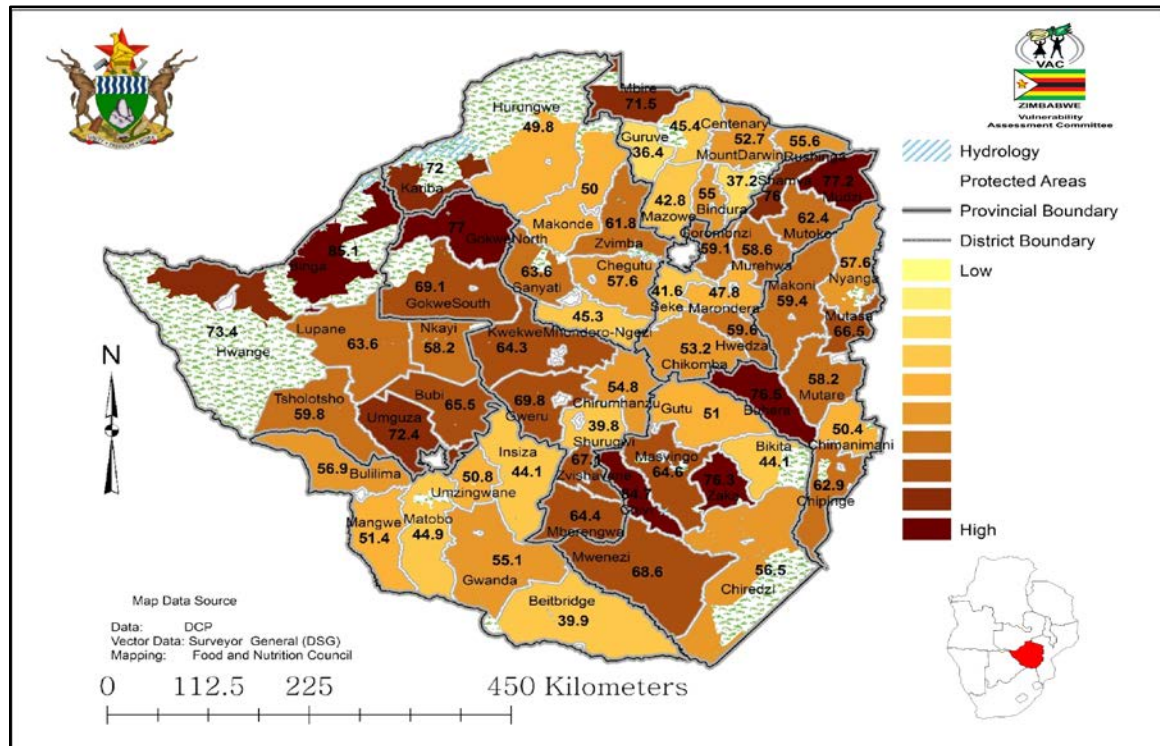 VAC
ZIMBABWE
Vulnerability
Assessment Committee
Hydrology
Protected Areas
Provincial Boundary
District Boundary
Low
High
Mbire
71.5
Hurungwe
49.8
45.4
Centenary
Guruve
36.4
52.7
MountDarwin
55.6
Rushinga
72
Kariba
50
Makonde
42.8
Mazowe
55
Bindura
37.2
Shamva
76
77.2
Mudzi
61.8
Zvimba
Goromonzi
59.1
62.4
Mutoko
58.6
Murehwa
77
GokweNorth
85.1
Binga
63.6
Sanyati
Chegutu
57.6
41.6
Seke
47.8
Marondera
Makoni
59.4
57.6
Nyanga
Mutasa
66.5
69.1
GokweSouth
45.3
Mhondoro-Ngezi
Kwekwe
64.3
73.4
Hwange
Lupane
63.6
Nkayi
58.2
53.2
Chikomba
59.6
Hwedza
76.5
Buhera
58.2
Mutare
Tsholotsho
59.8
Umguza
72.4
Bubi
65.5
69.8
Gweru
54.8
Chirumhanzu
39.8
Shurugwi
Gutu
51
50.4
Chimanimani
56.9
Bulilima
50.8
Umzingwane
Insiza
44.1
67.1
Zvishavane
Masvingo
64.6
76.3
Zaka
Bikita
44.1
62.9
Chipinge
Mangwe
51.4
Matobo
44.9
64.4
Mberengwa
Mwenezi
68.6
56.5
Chiredzi
55.1
Gwanda
Beitbridge
39.9
N
Map Data Source
Data: DCP
Vector Data: Surveyor General (DSG)
Mapping: Food and Nutrition Council
0 112.5 225 450 Kilometers